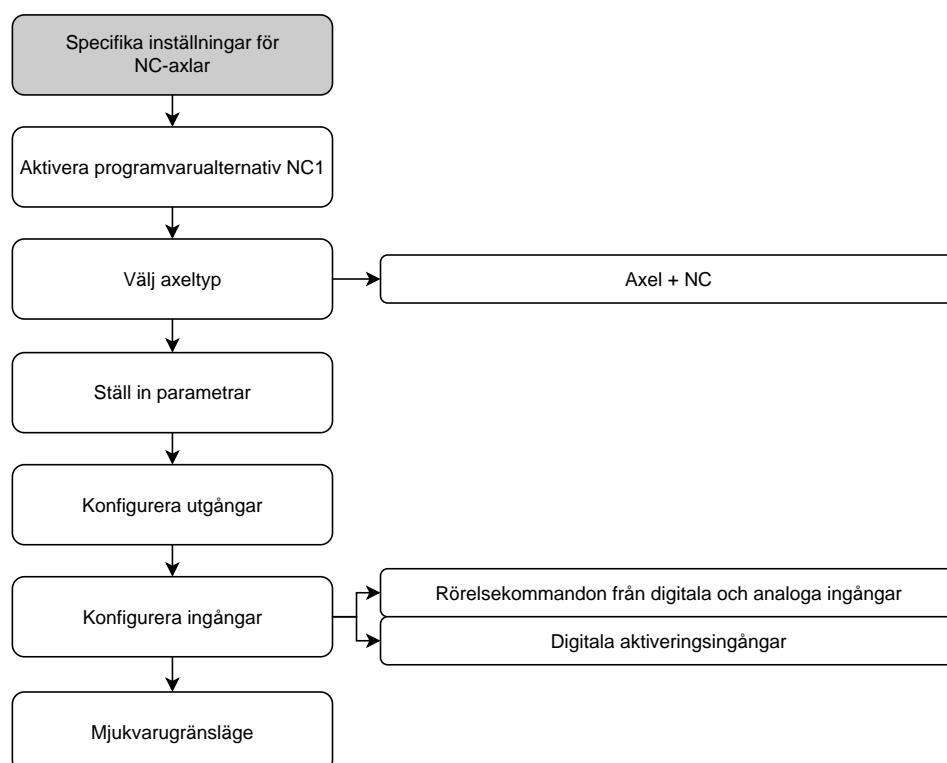 Specifika inställningar för
NC-axlar
Aktivera programvarualternativ NC1
Välj axeltyp
Axel + NC
Ställ in parametrar
Konfigurera utgångar
Konfigurera ingångar
Rörelsekommandon från digitala och analoga ingångar
Digitala aktiveringsingångar
Mjukvarugränsläge